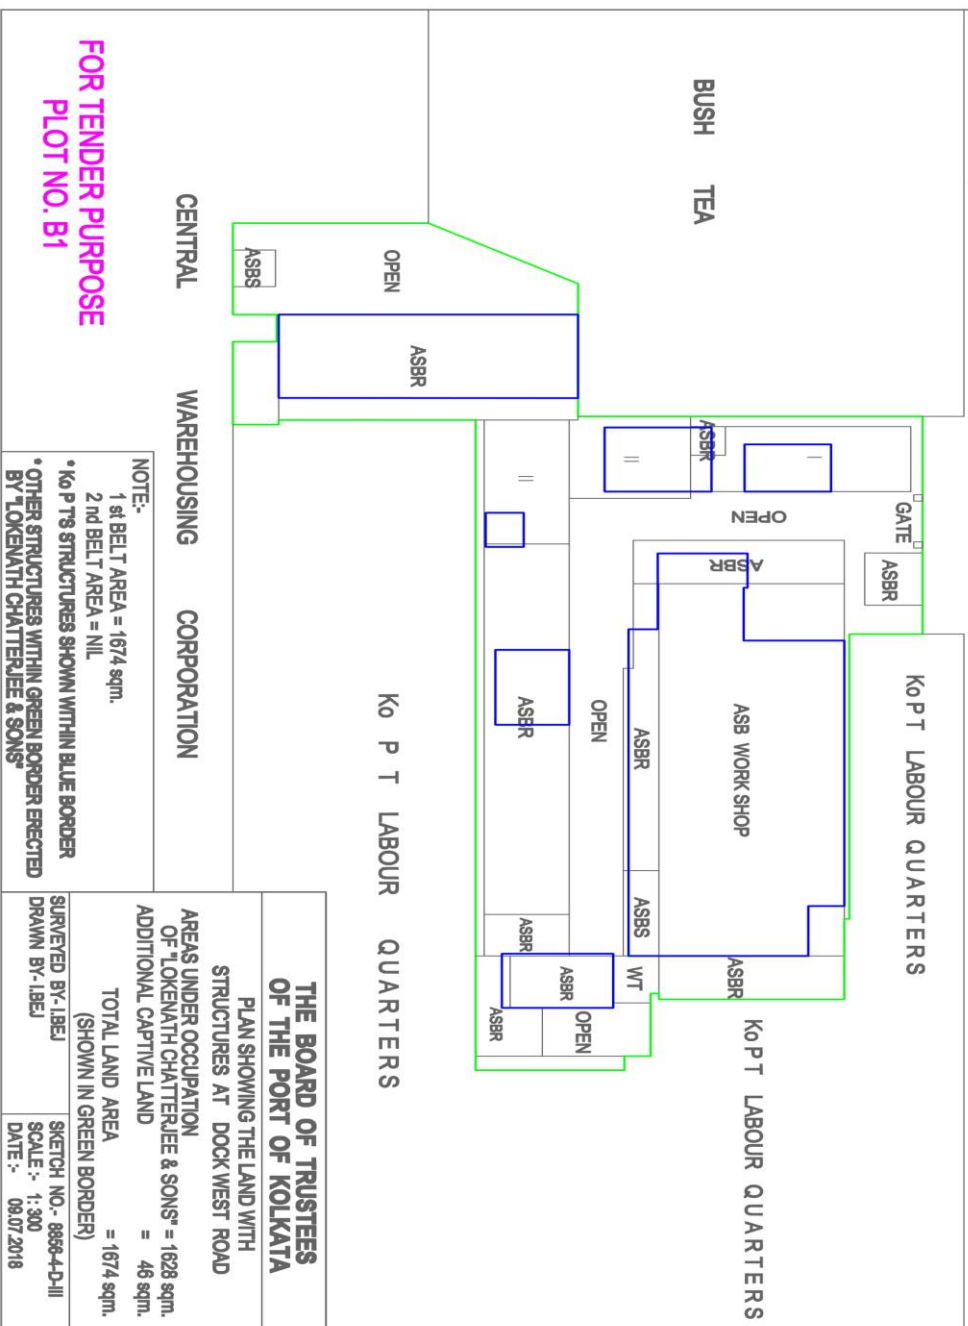 BUSH TEA
KoPT LABOUR QUARTERS
GATE
ASBR
ASBR
OPEN
ASBR
ASB WORK SHOP
ASBR
KoPT LABOUR QUARTERS
OPEN
ASBR
ASBS
WT
OPEN
ASBR
ASBR
ASBR
ASBR
OPEN
ASBR
ASBS
Ko P T LABOUR QUARTERS
CENTRAL WAREHOUSING CORPORATION
FOR TENDER PURPOSE
PLOT NO. B1
NOTE:-
1 st BELT AREA = 1674 sqm.
2 nd BELT AREA = NIL
* Ko P T'S STRUCTURES SHOWN WITHIN BLUE BORDER
* OTHER STRUCTURES WITHIN GREEN BORDER ERECTED
BY "LOKENATH CHATTERJEE & SONS"
THE BOARD OF TRUSTEES
OF THE PORT OF KOLKATA
PLAN SHOWING THE LAND WITH
STRUCTURES AT DOCK WEST ROAD
AREAS UNDER OCCUPATION
OF "LOKENATH CHATTERJEE & SONS" = 1628 sqm.
ADDITIONAL CAPTIVE LAND = 46 sqm.
TOTAL LAND AREA = 1674 sqm.
(SHOWN IN GREEN BORDER)
SURVEYED BY- I.BEJ
DRAWN BY- I.BEJ
SKETCH NO.- 8856-4-D-III
SCALE :- 1: 300
DATE :- 09.07.2018